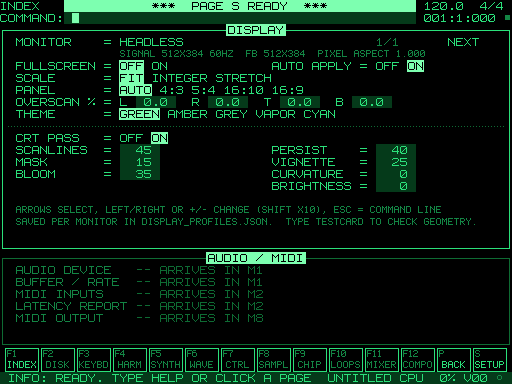 INDEX *** PAGE S READY *** 120.0 4/4
COMMAND: 001:1:000
DISPLAY
MONITOR = HEADLESS 1/1 NEXT
SIGNAL 512X384 60HZ FB 512X384 PIXEL ASPECT 1.000
FULLSCREEN = OFF ON AUTO APPLY = OFF ON
SCALE = FIT INTEGER STRETCH
PANEL = AUTO 4:3 5:4 16:10 16:9
OVERSCAN % = L 0.0 R 0.0 T 0.0 B 0.0
THEME = GREEN AMBER GREY VAPOR CYAN
CRT PASS = OFF ON
SCANLINES = 45 PERSIST = 40
MASK = 15 VIGNETTE = 25
BLOOM = 35 CURVATURE = 0
BRIGHTNESS = 0
ARROWS SELECT, LEFT/RIGHT OR +/- CHANGE (SHIFT X10), ESC = COMMAND LINE
SAVED PER MONITOR IN DISPLAY_PROFILES.JSON. TYPE TESTCARD TO CHECK GEOMETRY.
AUDIO / MIDI
AUDIO DEVICE -- ARRIVES IN M1
BUFFER / RATE -- ARRIVES IN M1
MIDI INPUTS -- ARRIVES IN M2
LATENCY REPORT -- ARRIVES IN M2
MIDI OUTPUT -- ARRIVES IN M8
F1 F2 F3 F4 F5 F6 F7 F8 F9 F10 F11 F12 P S
INDEX DISK KEYBD HARM SYNTH WAVE CTRL SAMPL CHIP LOOPS MIXER COMPO BACK SETUP
INFO: READY. TYPE HELP OR CLICK A PAGE UNTITLED CPU 0% V00